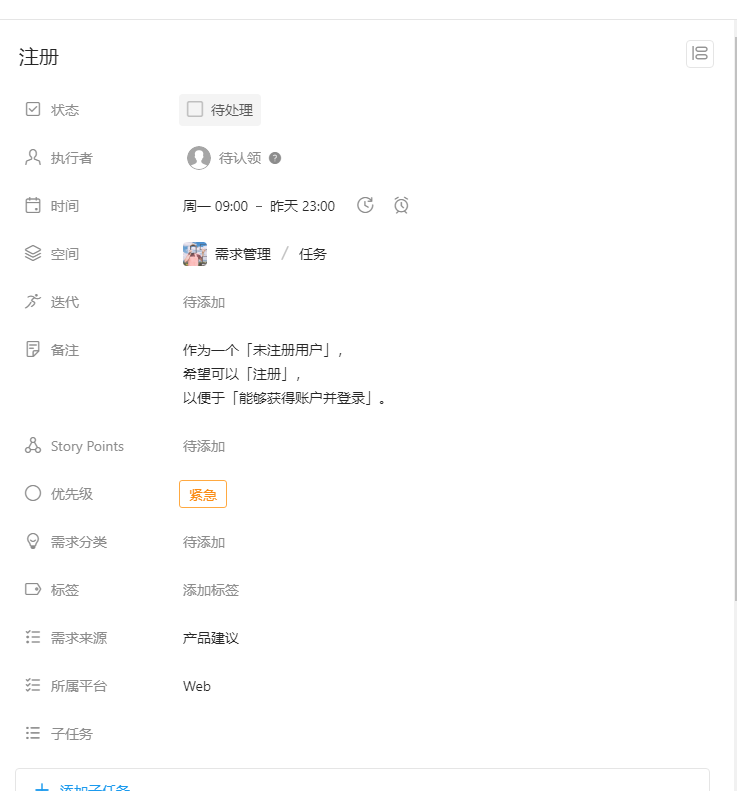 注册
状态 待处理
执行者 待认领 ?
时间 周一 09:00 – 昨天 23:00
空间 需求管理 / 任务
迭代 待添加
备注 作为一个「未注册用户」,
希望可以「注册」,
以便于「能够获得账户并登录」。
Story Points 待添加
优先级 紧急
需求分类 待添加
标签 添加标签
需求来源 产品建议
所属平台 Web
子任务
+ 添加子任务